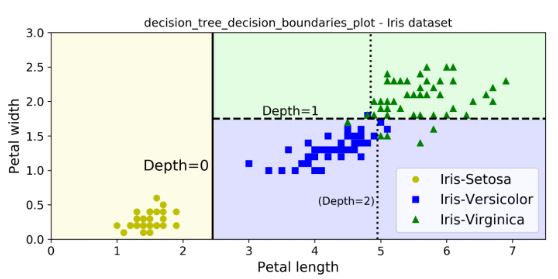 decision_tree_decision_boundaries_plot - Iris dataset
3.0
2.5
2.0
1.5
1.0
0.5
0.0
Petal width
Depth=1
Depth=0
(Depth=2)
Iris-Setosa
Iris-Versicolor
Iris-Virginica
0 1 2 3 4 5 6 7
Petal length